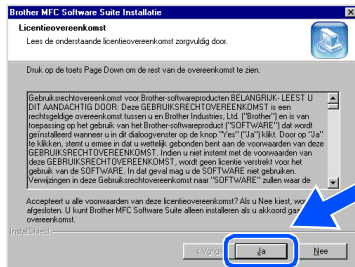 Brother MFC Software Suite Installatie
Licentieovereenkomst
Lees de onderstaande licentieovereenkomst zorgvuldig door.
Druk op de toets Page Down om de rest van de overeenkomst te zien.
Gebruiksrechtovereenkomst voor Brother-softwareproducten BELANGRIJK- LEEST U
DIT AANDACHTIG DOOR: Deze GEBRUIKSRECHTOVEREENKOMST is een
rechtsgeldige overeenkomst tussen u en Brother Industries, Ltd. ("Brother") en is van
toepassing op het gebruik van het Brother-softwareproduct ("SOFTWARE") dat wordt
geïnstalleerd wanneer u in dit dialoogvenster op de knop "Yes" ("Ja") klikt. Door op "Ja"
te klikken, stemt u ermee in dat u wettelijk gebonden bent aan de voorwaarden van deze
GEBRUIKSRECHTOVEREENKOMST. Indien u niet instemt met de voorwaarden van
deze GEBRUIKSRECHTOVEREENKOMST, wordt geen licentie verstrekt voor het
gebruik van de SOFTWARE. In dat geval mag u de SOFTWARE niet gebruiken.
Verwijzingen in deze Gebruiksrechtovereenkomst naar "SOFTWARE" zullen waar de
Accepteert u alle voorwaarden van deze licentieovereenkomst? Als u Nee kiest,
afgesloten. U kunt Brother MFC Software Suite alleen installeren als u akkoord
overeenkomst.
InstallShield
Ja
Nee